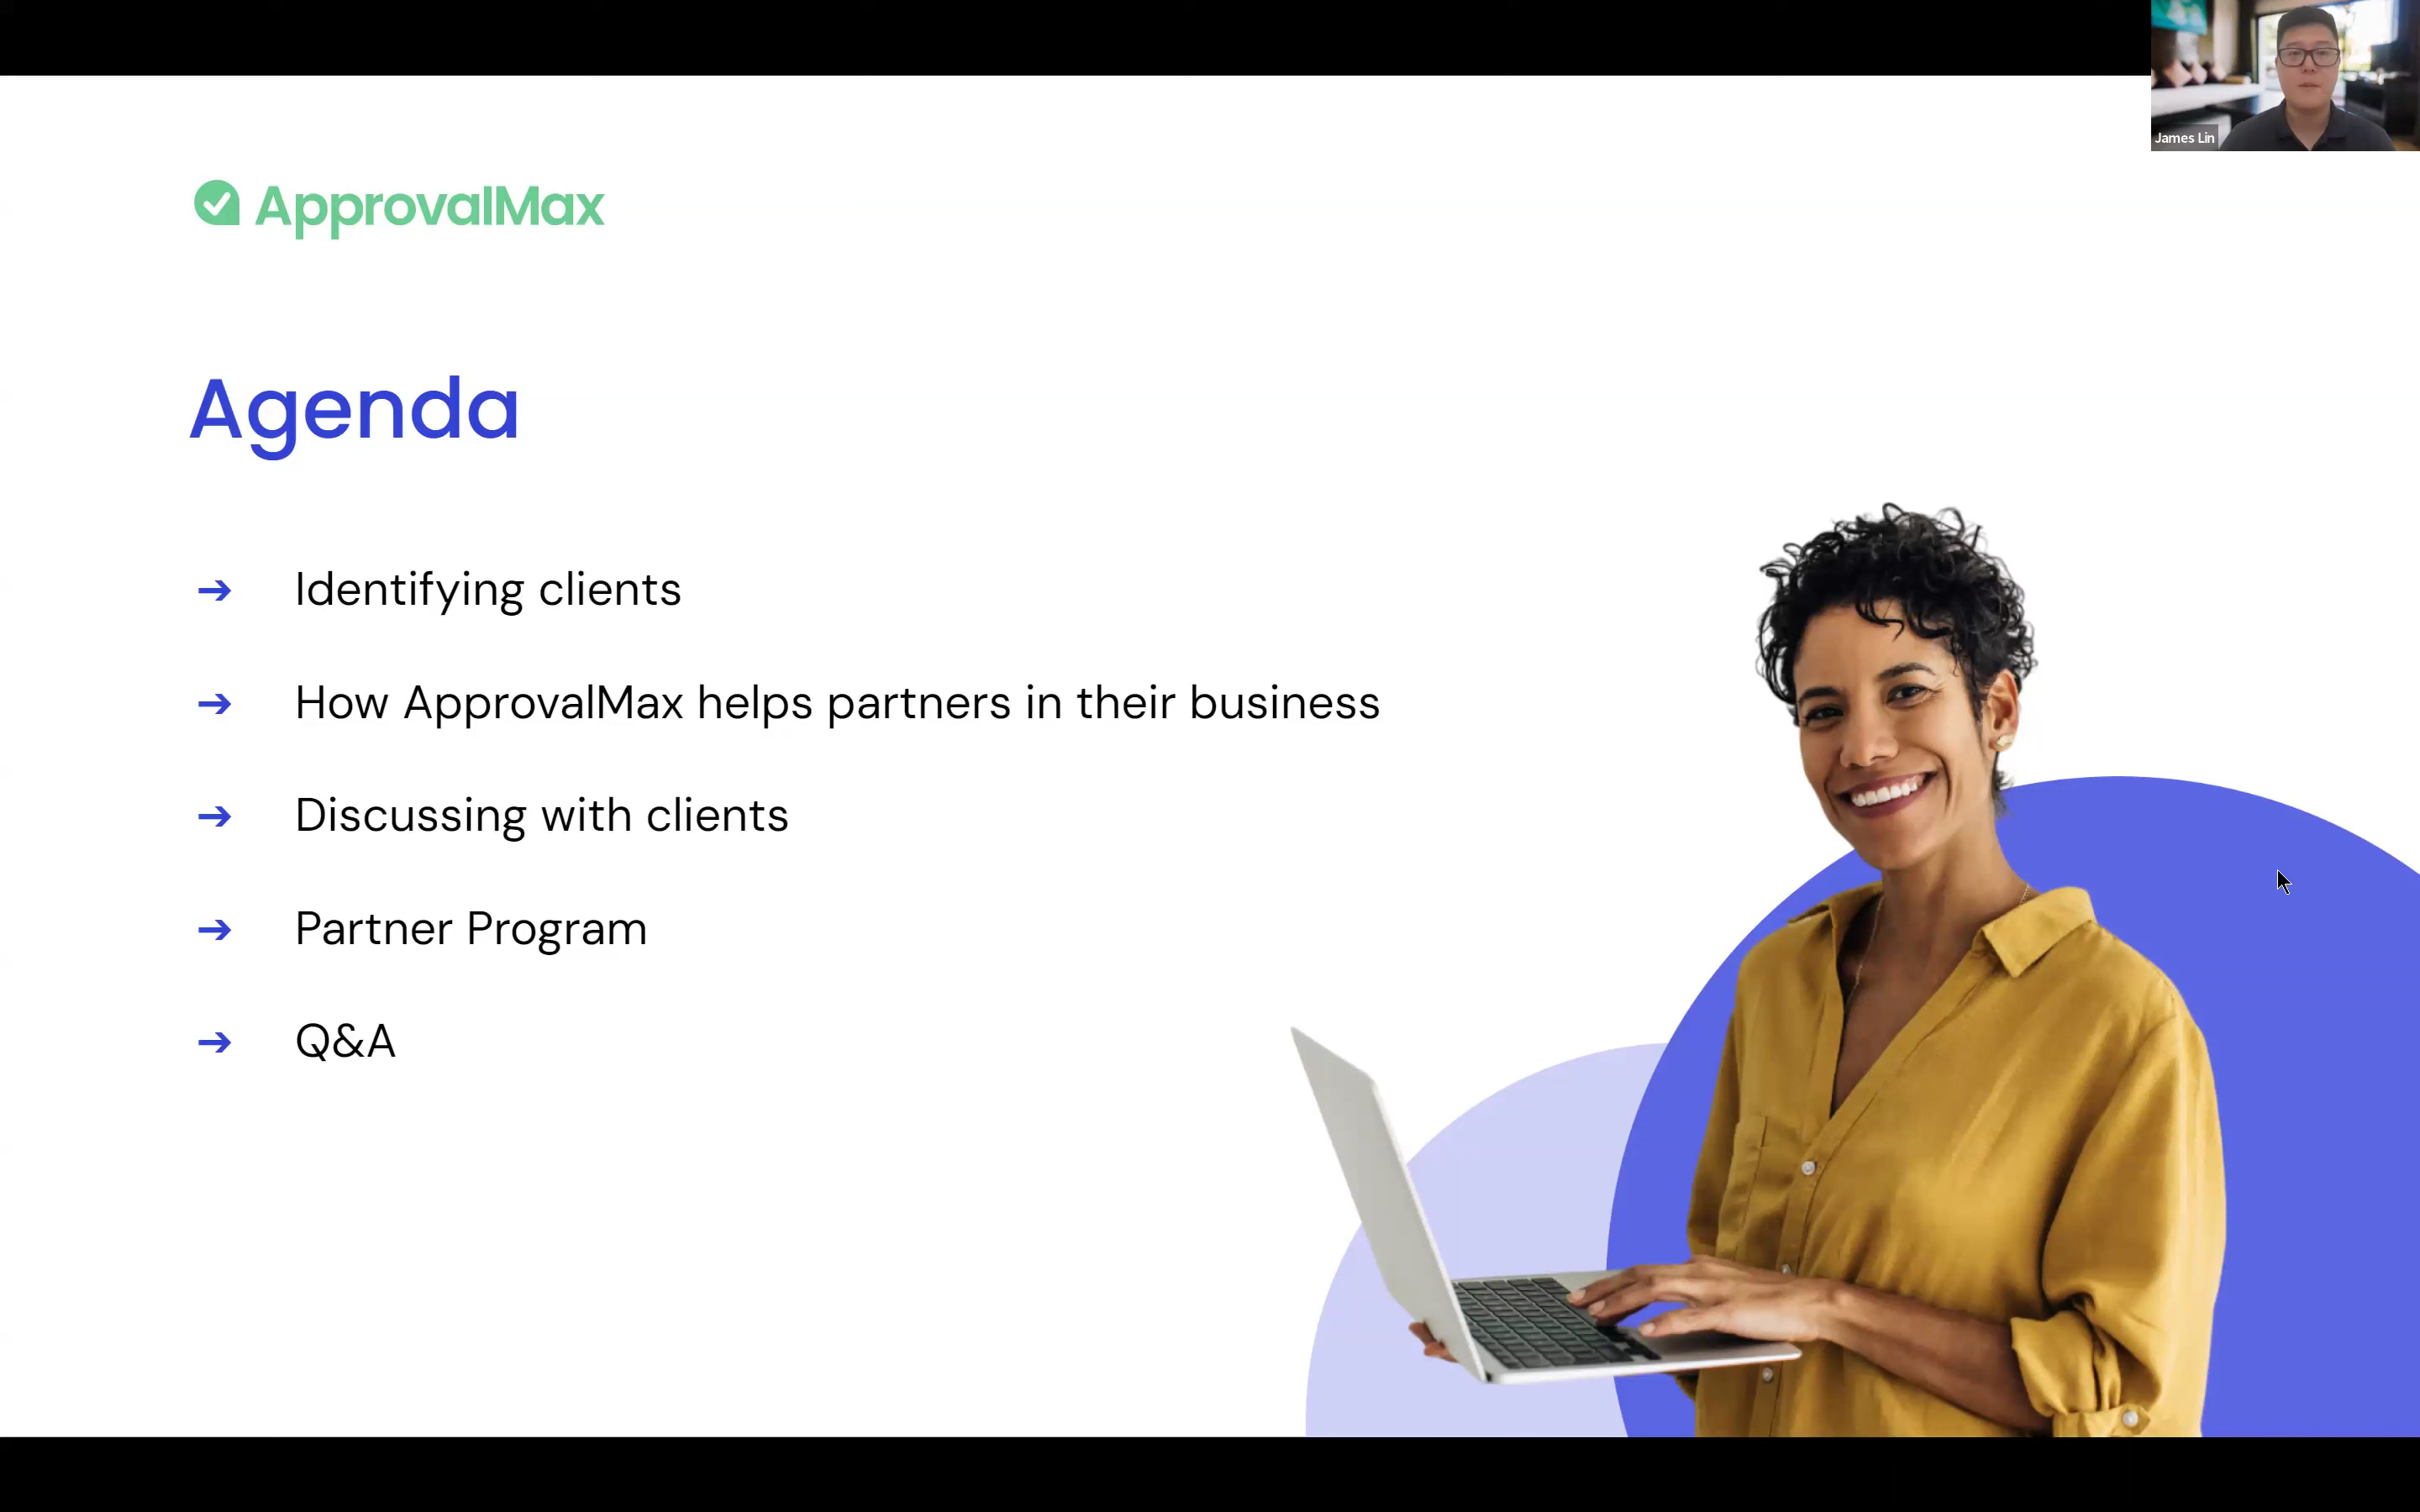 James Lin
ApprovalMax
Agenda
➔ Identifying clients
➔ How ApprovalMax helps partners in their business
➔ Discussing with clients
➔ Partner Program
➔ Q&A